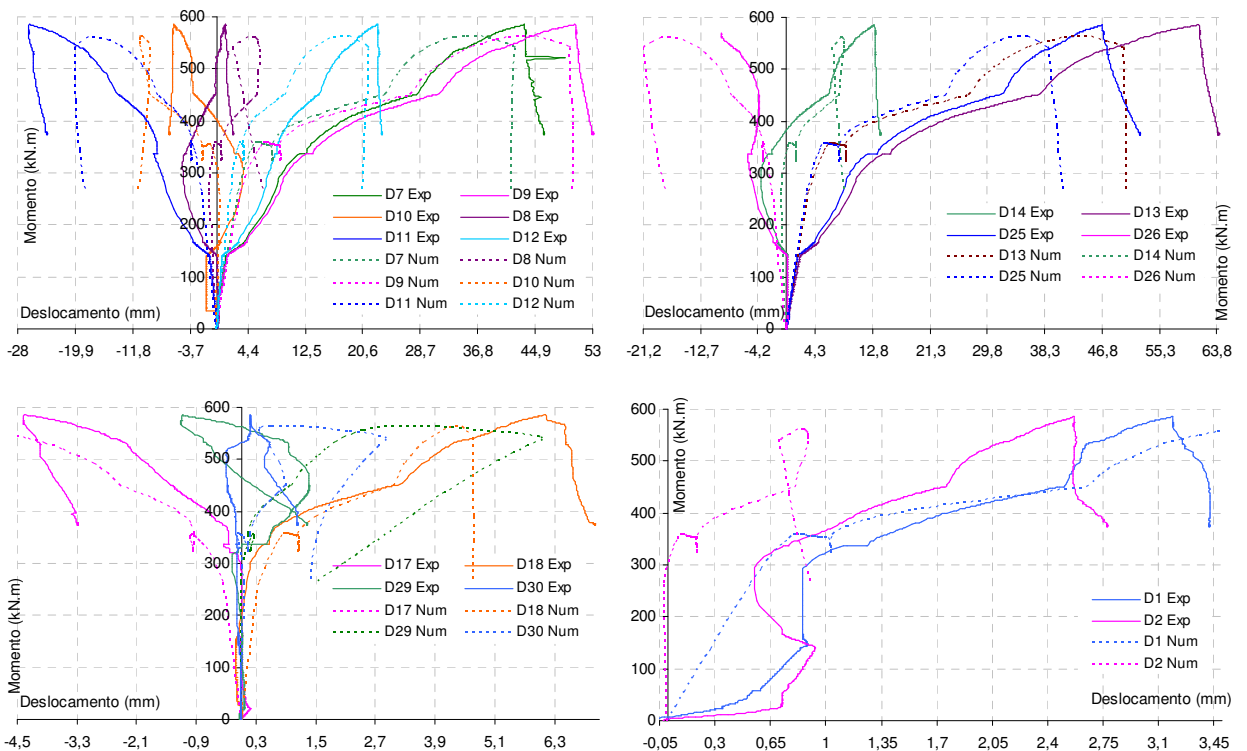 600
500
400
300
200
100
0
Momento (kN.m)
Deslocamento (mm)
-28 -19,9 -11,8 -3,7 4,4 12,5 20,6 28,7 36,8 44,9 53
D7 Exp D9 Exp
D10 Exp D8 Exp
D11 Exp D12 Exp
D7 Num D8 Num
D9 Num D10 Num
D11 Num D12 Num
600
500
400
300
200
100
0
Momento (kN.m)
Deslocamento (mm)
-21,2 -12,7 -4,2 4,3 12,8 21,3 29,8 38,3 46,8 55,3 63,8
D14 Exp D13 Exp
D25 Exp D26 Exp
D13 Num D14 Num
D25 Num D26 Num
600
500
400
300
200
100
0
Momento (kN.m)
Deslocamento (mm)
-4,5 -3,3 -2,1 -0,9 0,3 1,5 2,7 3,9 5,1 6,3
D17 Exp D18 Exp
D29 Exp D30 Exp
D17 Num D18 Num
D29 Num D30 Num
600
500
400
300
200
100
0
Momento (kN.m)
Deslocamento (mm)
-0,05 0,3 0,65 1 1,35 1,7 2,05 2,4 2,75 3,1 3,45
D1 Exp
D2 Exp
D1 Num
D2 Num